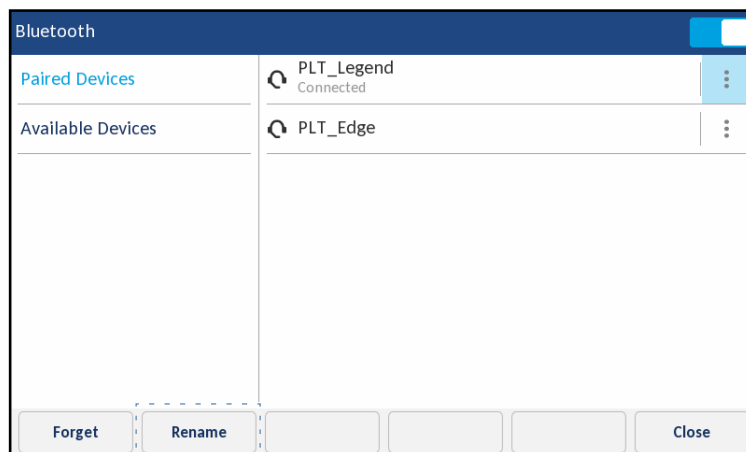 Bluetooth
Paired Devices
PLT_Legend
Connected
Available Devices
PLT_Edge
Forget
Rename
Close